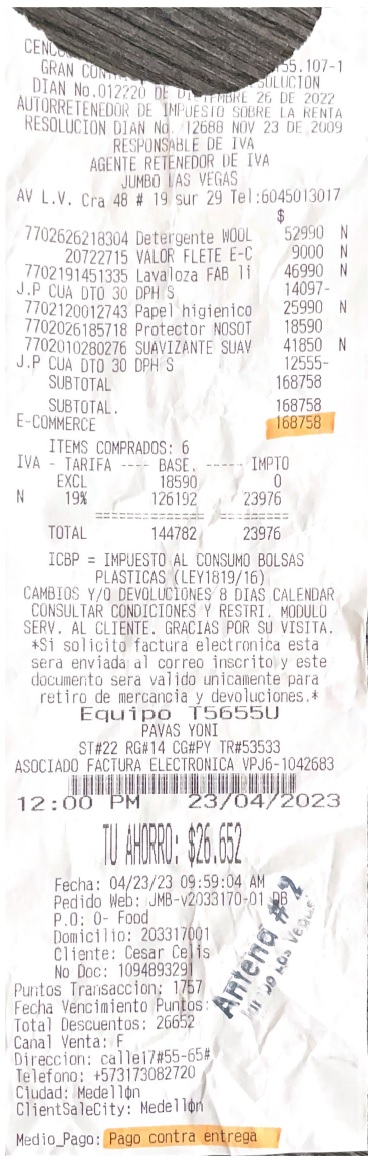 CENCO
GRAN CONT 55.107-1
DIAN No.012220 DE DICIEMBRE 26 DE 2022
AUTORRETENEDOR DE IMPUESTO SOBRE LA RENTA
RESOLUCION DIAN No. 12688 NOV 23 DE 2009
RESPONSABLE DE IVA
AGENTE RETENEDOR DE IVA
JUMBO LAS VEGAS
AV L.V. Cra 48 # 19 sur 29 Tel:6045013017
$
7702626218304 Detergente WOOL 52990 N
20722715 VALOR FLETE E-C 9000 N
7702191451335 Lavaloza FAB li 46990 N
J.P CUA DTO 30 DPH S 14097-
7702120012743 Papel higienico 25990 N
7702026185718 Protector NOSOT 18590
7702010280276 SUAVIZANTE SUAV 41850 N
J.P CUA DTO 30 DPH S 12555-
SUBTOTAL 168758
SUBTOTAL. 168758
E-COMMERCE 168758
ITEMS COMPRADOS: 6
IVA - TARIFA ---- BASE. ----- IMPTO
EXCL 18590 0
N 19% 126192 23976
=========================
TOTAL 144782 23976
ICBP = IMPUESTO AL CONSUMO BOLSAS
PLASTICAS (LEY1819/16)
CAMBIOS Y/O DEVOLUCIONES 8 DIAS CALENDAR
CONSULTAR CONDICIONES Y RESTRI. MODULO
SERV. AL CLIENTE. GRACIAS POR SU VISITA.
*Si solicito factura electronica esta
sera enviada al correo inscrito y este
documento sera valido unicamente para
retiro de mercancia y devoluciones.*
Equipo T5655U
PAVAS YONI
ST#22 RG#14 CG#PY TR#53533
ASOCIADO FACTURA ELECTRONICA VPJ6-1042683
12:00 PM 23/04/2023
TU AHORRO: $26.652
Fecha: 04/23/23 09:59:04 AM
Pedido Web: JMB-v2033170-01 DB
P.O: O- Food
Domicilio: 203317001
Cliente: Cesar Celis
No Doc: 1094893291
Puntos Transaccion: 1757
Fecha Vencimiento Puntos:
Total Descuentos: 26652
Canal Venta: F
Direccion: calle17#55-65#
Telefono: +573173082720
Ciudad: Medellφn
ClientSaleCity: Medellφn
Medio_Pago: Pago contra entrega
Antena # 2
LAS VEGAS